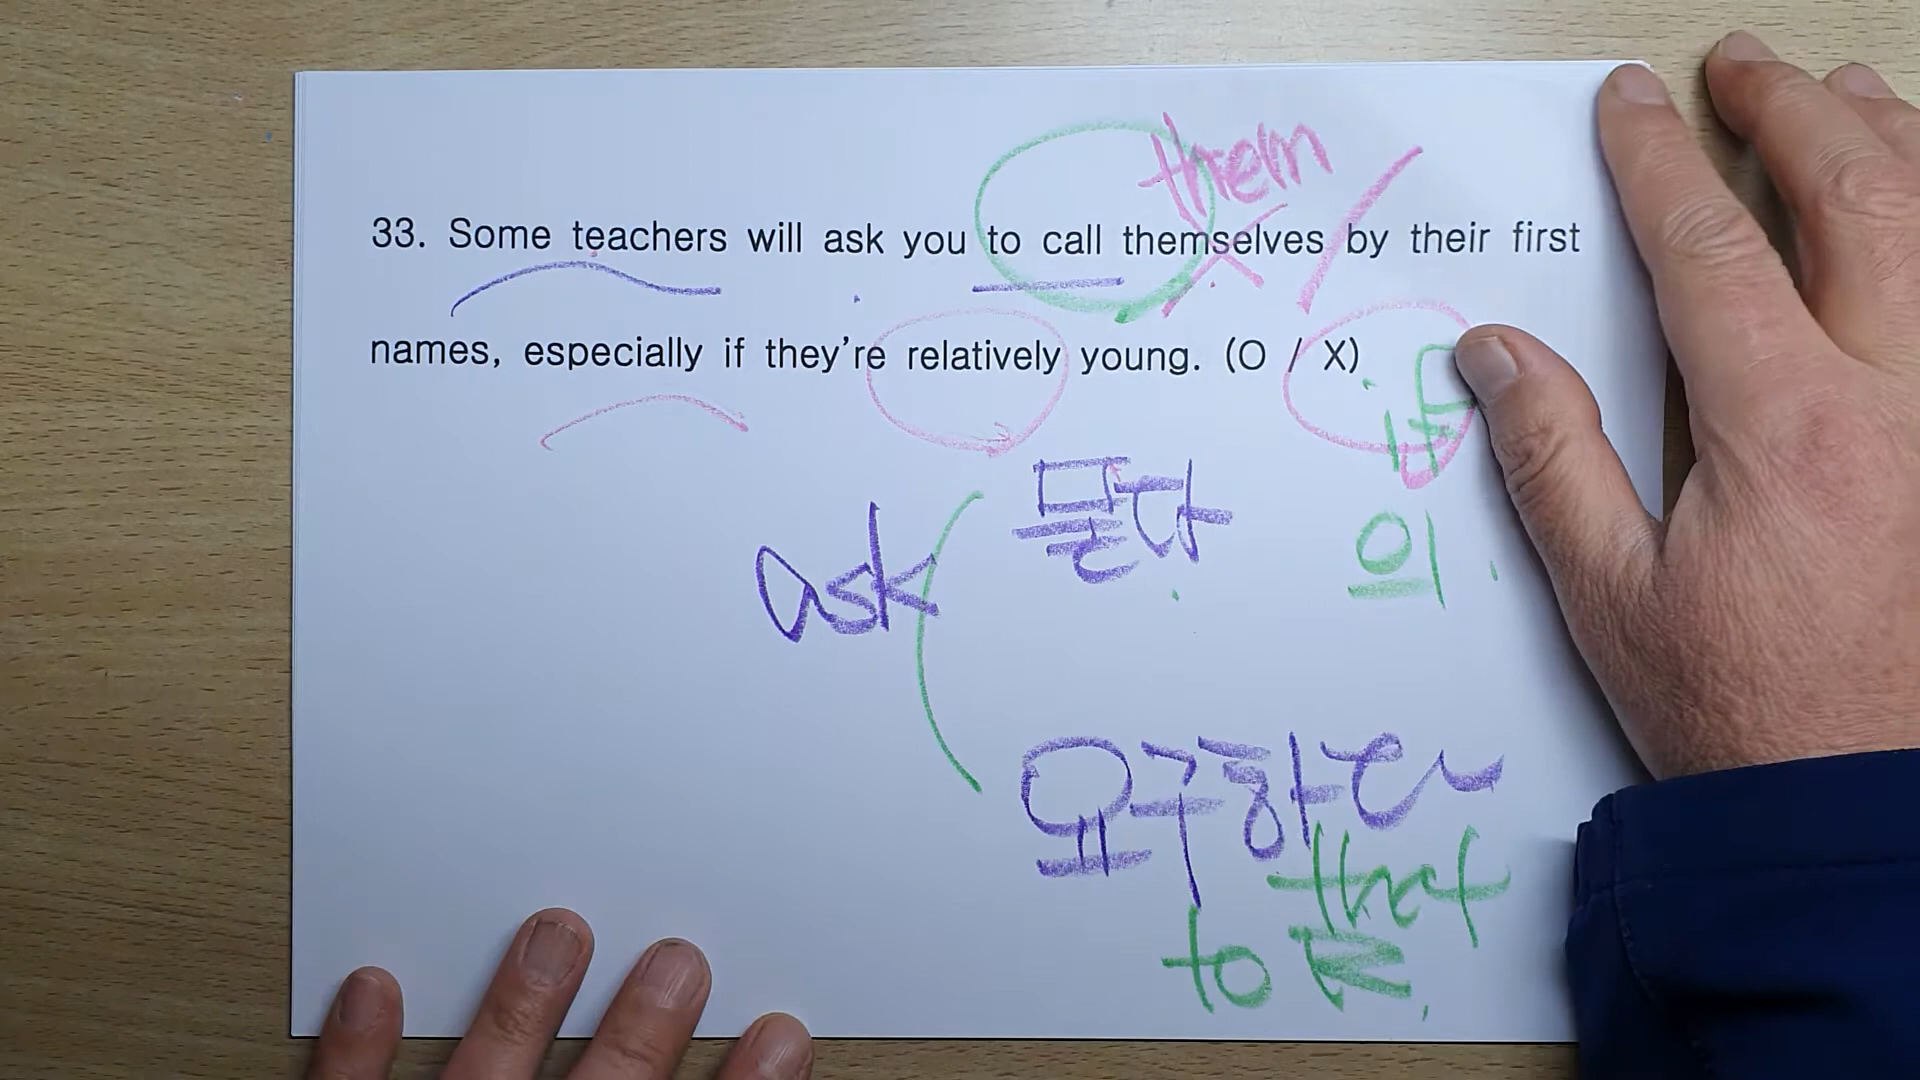 them
33. Some teachers will ask you to call themselves by their first
names, especially if they're relatively young. (O / X)
ask
묻다
의
요구하다
that
to